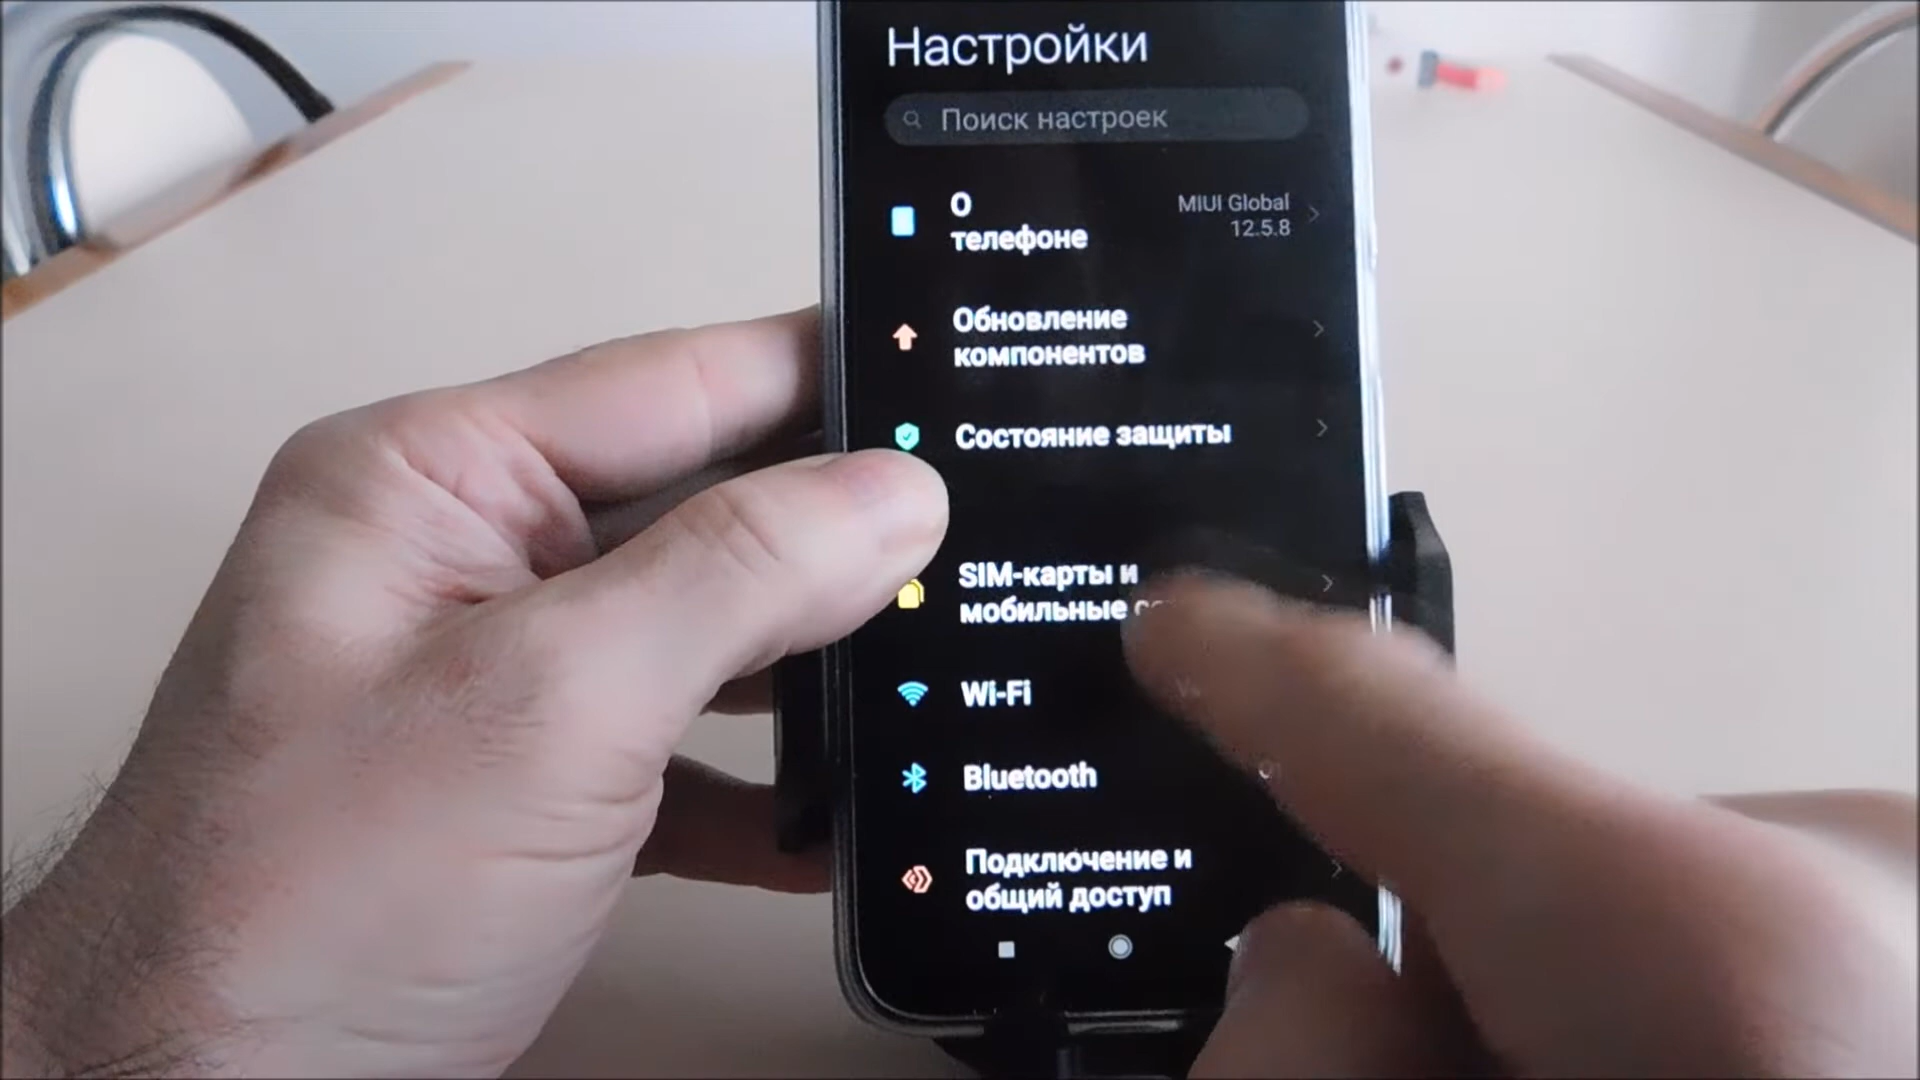 Настройки
Поиск настроек
О
телефоне
MIUI Global
12.5.8
Обновление
компонентов
Состояние защиты
SIM-карты и
мобильные
Wi-Fi
Bluetooth
Подключение и
общий доступ